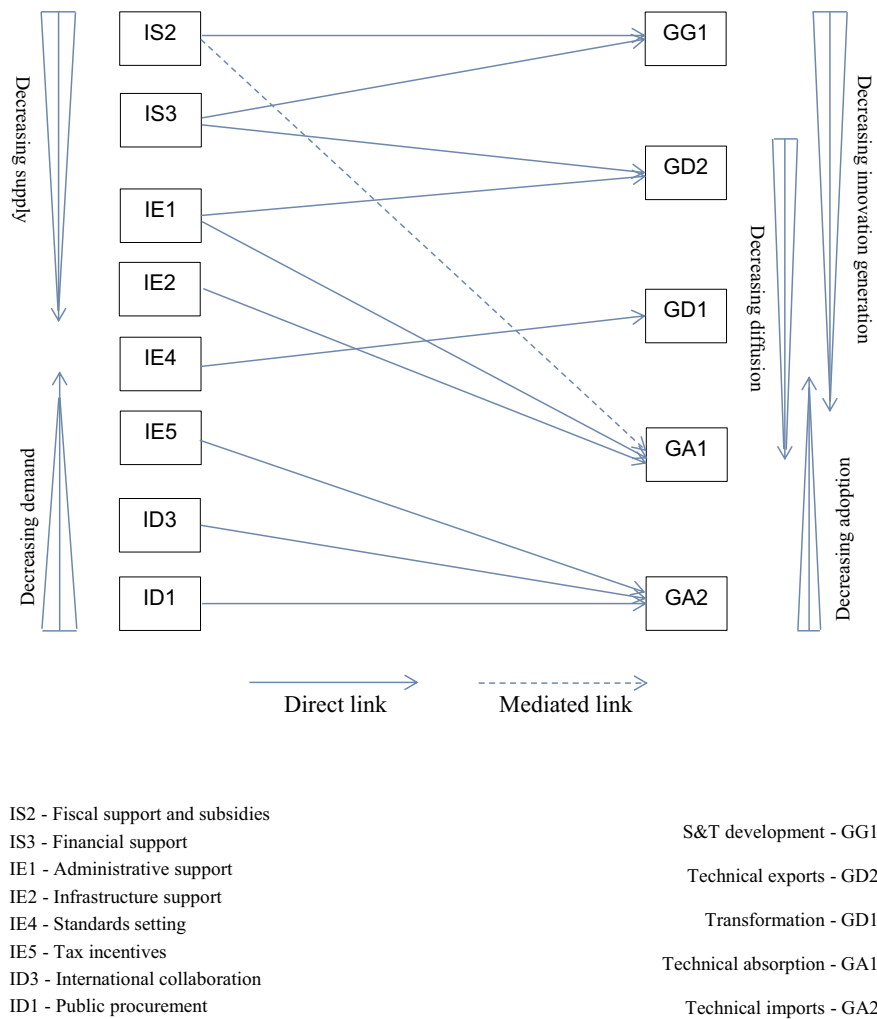 IS2
GG1
IS3
GD2
IE1
IE2
GD1
IE4
IE5
GA1
ID3
ID1
GA2
Decreasing supply
Decreasing demand
Decreasing diffusion
Decreasing innovation generation
Decreasing adoption
Direct link
Mediated link
IS2 - Fiscal support and subsidies
IS3 - Financial support
IE1 - Administrative support
IE2 - Infrastructure support
IE4 - Standards setting
IE5 - Tax incentives
ID3 - International collaboration
ID1 - Public procurement
S&T development - GG1
Technical exports - GD2
Transformation - GD1
Technical absorption - GA1
Technical imports - GA2